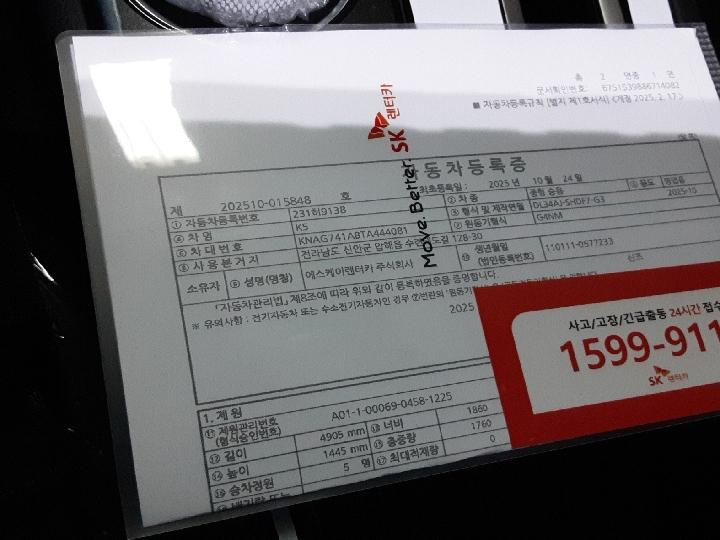 총 2 면중 1 면
문서확인번호 6751539886714082
■ 자동차등록규칙 [별지 제1호서식] <개정 2025. 2. 17.>
SK렌터카
Move. Better.
동차등록증
제 202510-015848 호
최초등록일 : 2025 년 10 월 24 일
① 자동차등록번호 231허9138 ② 차 종 중형 승용 ③ 용도 영업용
④ 차 명 K5 ⑤ 형식 및 제작연월 DL34AJ-SHDF7-G3 2025-10
⑥ 차 대 번 호 KNAG741ABTA444081 ⑦ 원동기형식 G4NM
⑧ 사 용 본 거 지 전라남도 신안군 압해읍 128-30
소유자 ⑨ 성명(명칭) 에스케이렌터카 주식회사 ⑩ 생년월일 (법인등록번호) 110111-0577233
「자동차관리법」 제8조에 따라 위와 같이 등록하였음을 증명합니다.
※ 유의사항 : 전기자동차 또는 수소전기자동차인 경우 ⑦번란의
2025
사고/고장/긴급출동 24시간 접수
1599-911
SK렌터카
1. 제 원
⑪ 제원관리번호 (형식승인번호) A01-1-00069-0458-1225
⑫ 길이 4905 mm ⑬ 너비 1860
⑭ 높이 1445 mm ⑮ 총중량 1760
⑯ 승차정원 5 명 ⑰ 최대적재량 0